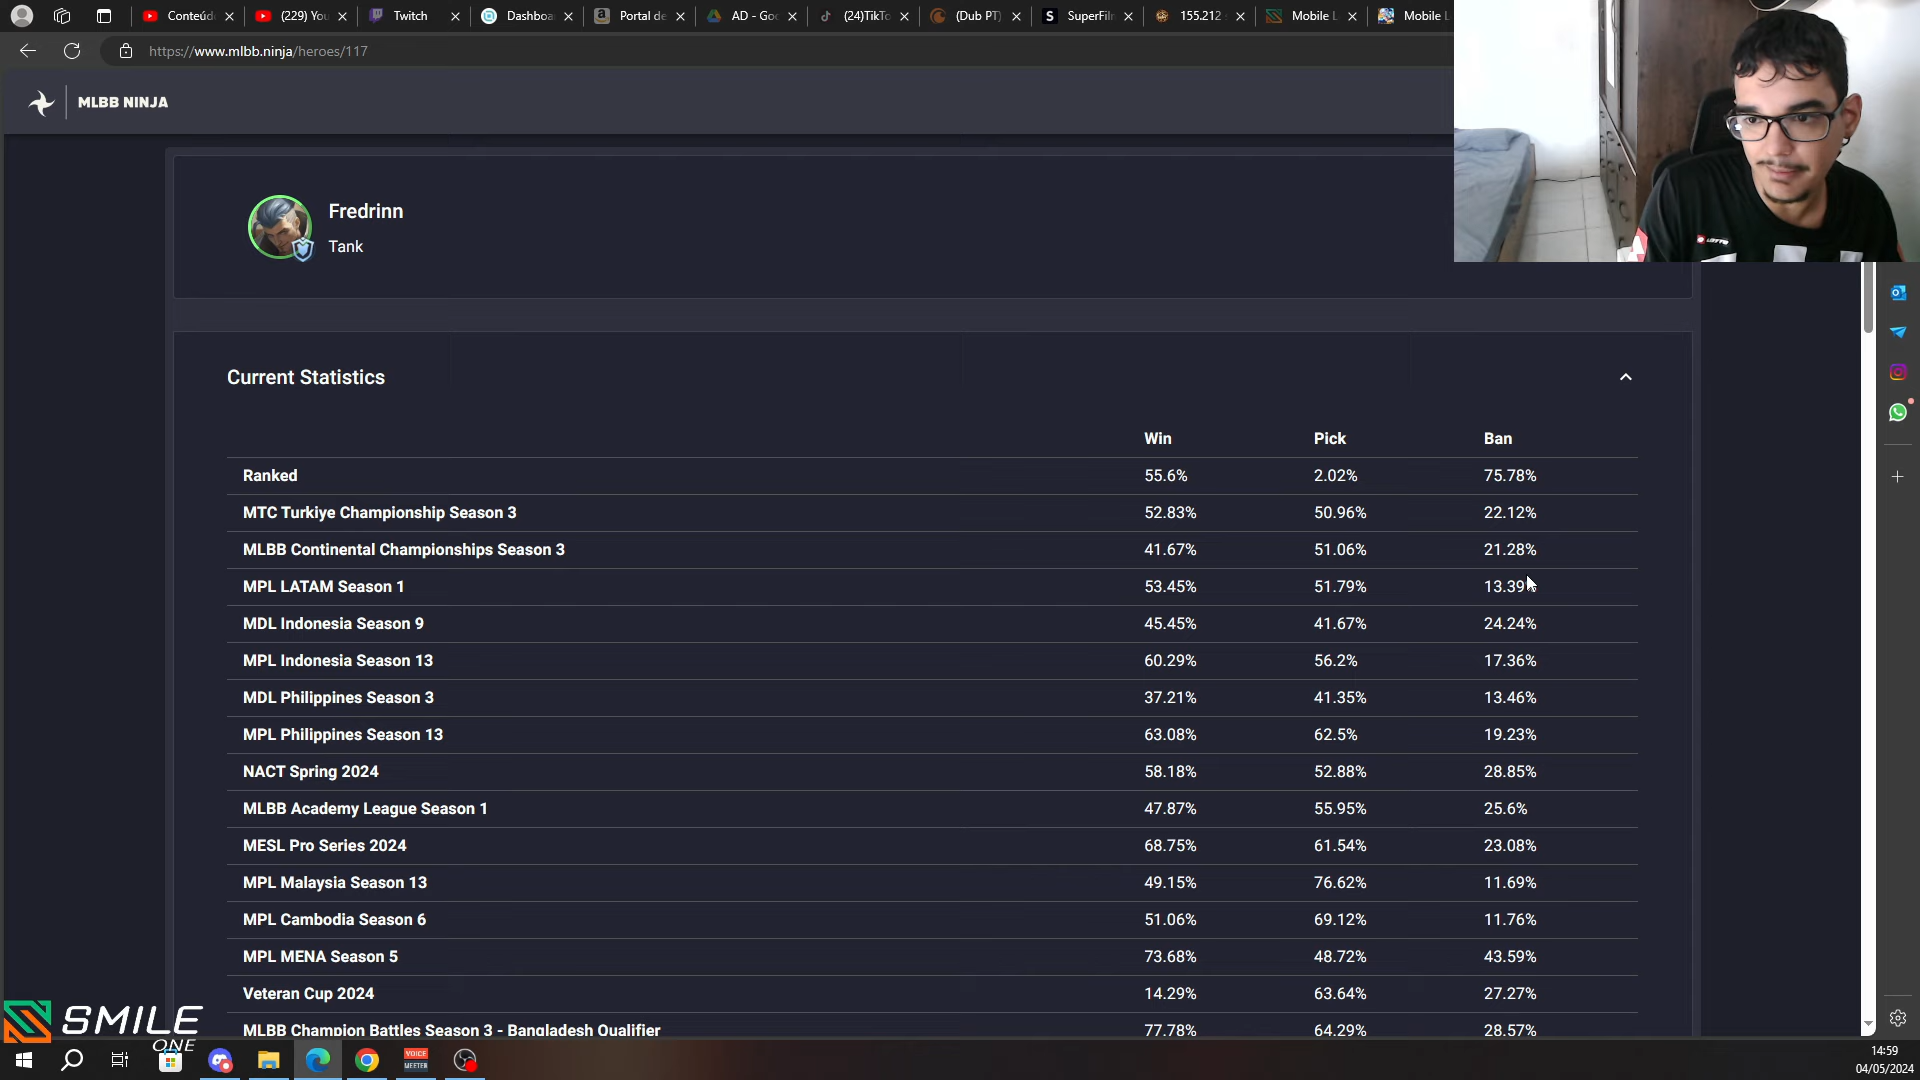 Conteúd
(229) You
Twitch
Dashboa
Portal de
AD - Goo
(24)TikTo
(Dub PT)
SuperFil
155.212
Mobile L
Mobile L
https://www.mlbb.ninja/heroes/117
MLBB NINJA
Fredrinn
Tank
Current Statistics
Win Pick Ban
Ranked 55.6% 2.02% 75.78%
MTC Turkiye Championship Season 3 52.83% 50.96% 22.12%
MLBB Continental Championships Season 3 41.67% 51.06% 21.28%
MPL LATAM Season 1 53.45% 51.79% 13.39%
MDL Indonesia Season 9 45.45% 41.67% 24.24%
MPL Indonesia Season 13 60.29% 56.2% 17.36%
MDL Philippines Season 3 37.21% 41.35% 13.46%
MPL Philippines Season 13 63.08% 62.5% 19.23%
NACT Spring 2024 58.18% 52.88% 28.85%
MLBB Academy League Season 1 47.87% 55.95% 25.6%
MESL Pro Series 2024 68.75% 61.54% 23.08%
MPL Malaysia Season 13 49.15% 76.62% 11.69%
MPL Cambodia Season 6 51.06% 69.12% 11.76%
MPL MENA Season 5 73.68% 48.72% 43.59%
Veteran Cup 2024 14.29% 63.64% 27.27%
MLBB Champion Battles Season 3 - Bangladesh Qualifier 77.78% 64.29% 28.57%
LOTTO
SMILE
ONE
VOICE
MEETER
14:59
04/05/2024